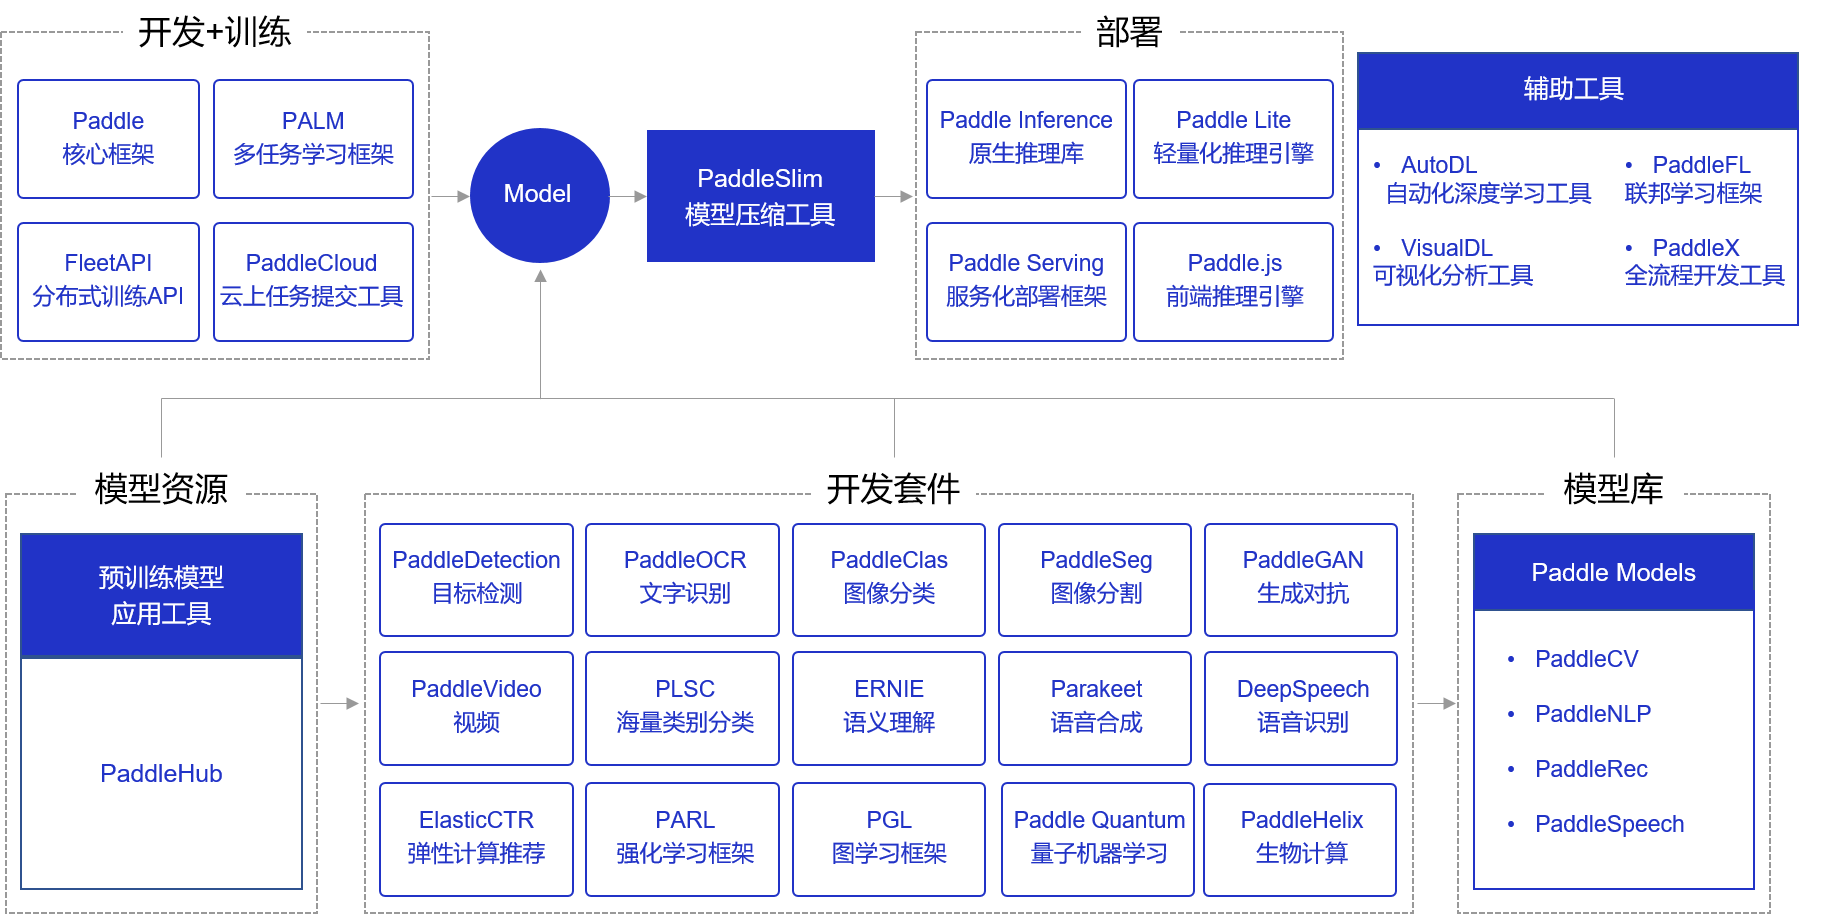 开发+训练
Paddle
核心框架
PALM
多任务学习框架
FleetAPI
分布式训练API
PaddleCloud
云上任务提交工具
Model
PaddleSlim
模型压缩工具
部署
Paddle Inference
原生推理库
Paddle Lite
轻量化推理引擎
Paddle Serving
服务化部署框架
Paddle.js
前端推理引擎
辅助工具
• AutoDL
自动化深度学习工具
• PaddleFL
联邦学习框架
• VisualDL
可视化分析工具
• PaddleX
全流程开发工具
模型资源
预训练模型
应用工具
PaddleHub
开发套件
PaddleDetection
目标检测
PaddleOCR
文字识别
PaddleClas
图像分类
PaddleSeg
图像分割
PaddleGAN
生成对抗
PaddleVideo
视频
PLSC
海量类别分类
ERNIE
语义理解
Parakeet
语音合成
DeepSpeech
语音识别
ElasticCTR
弹性计算推荐
PARL
强化学习框架
PGL
图学习框架
Paddle Quantum
量子机器学习
PaddleHelix
生物计算
模型库
Paddle Models
• PaddleCV
• PaddleNLP
• PaddleRec
• PaddleSpeech